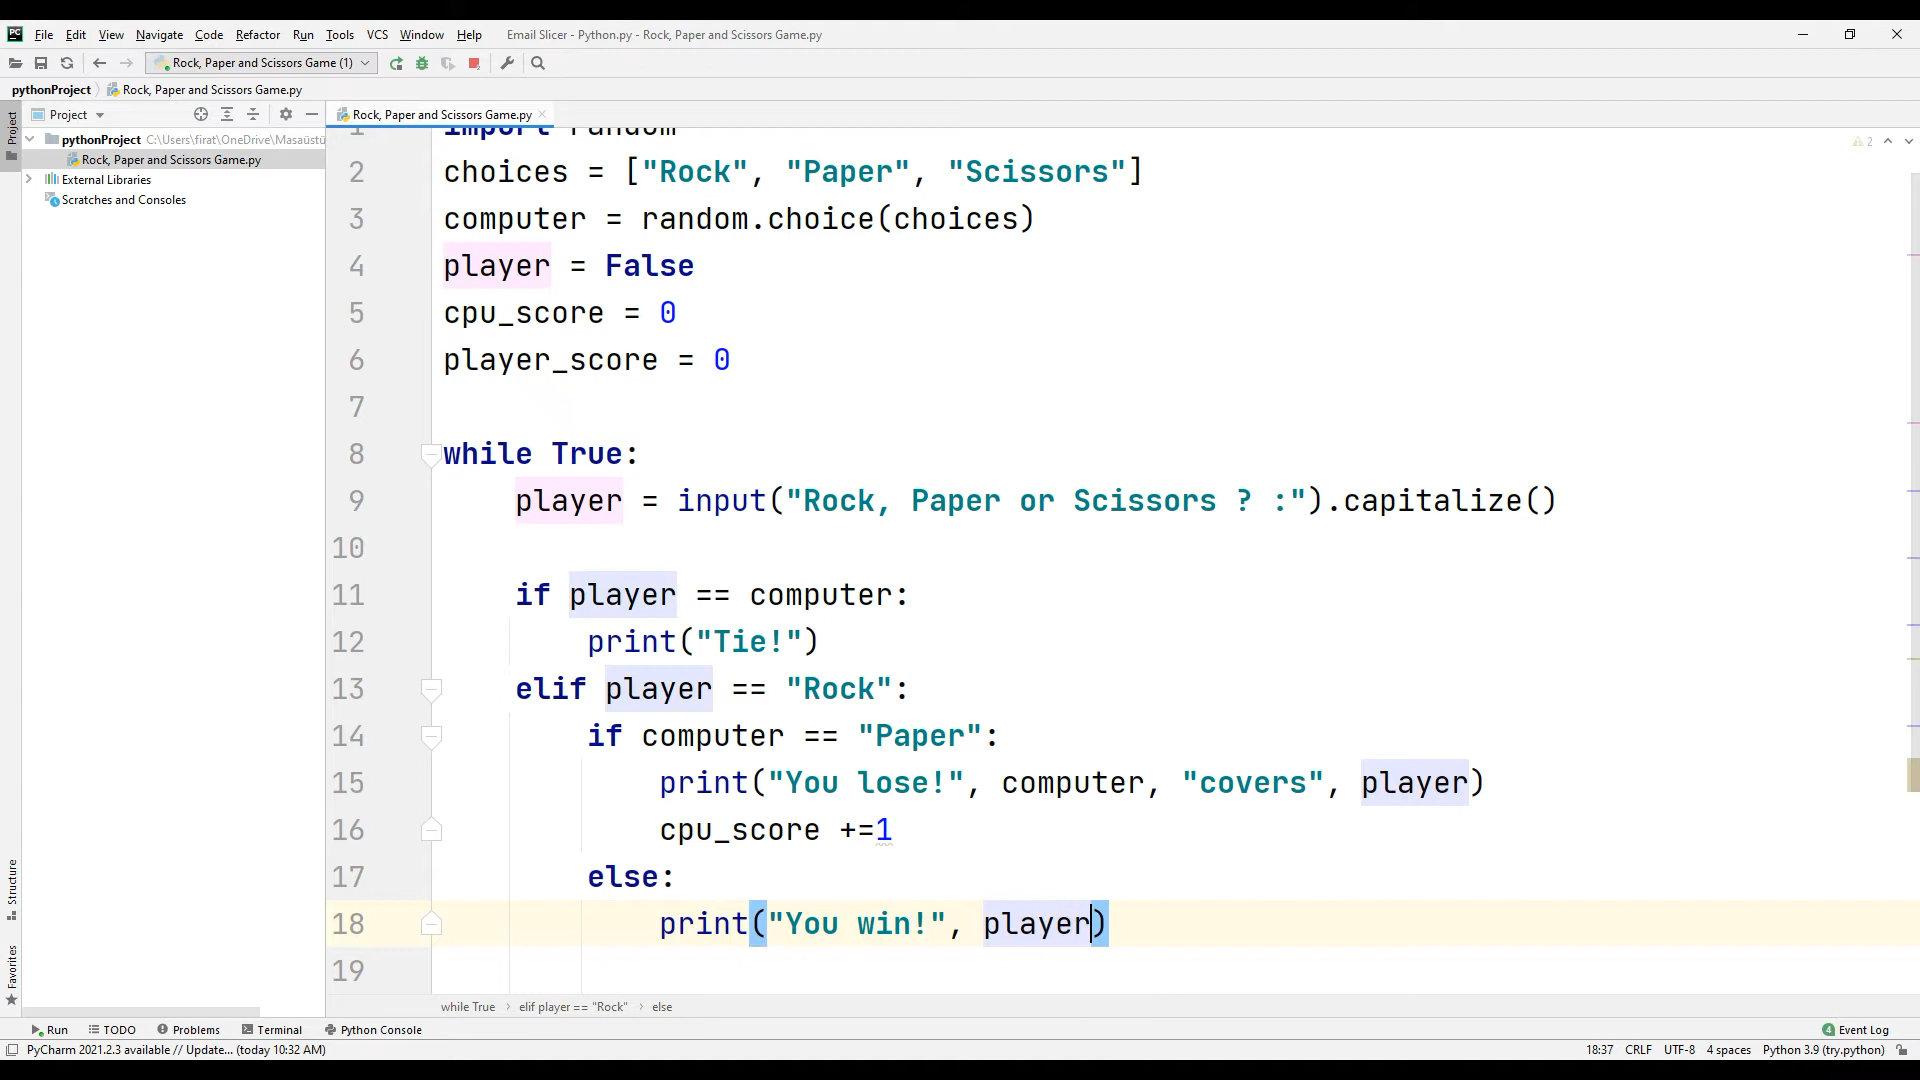 PC File Edit View Navigate Code Refactor Run Tools VCS Window Help Email Slicer - Python.py - Rock, Paper and Scissors Game.py
Rock, Paper and Scissors Game (1)
pythonProject Rock, Paper and Scissors Game.py
Project
Project
Rock, Paper and Scissors Game.py
pythonProject C:\Users\firat\OneDrive\Masaüstü
Rock, Paper and Scissors Game.py
External Libraries
Scratches and Consoles
2
1 import random
2 choices = ["Rock", "Paper", "Scissors"]
3 computer = random.choice(choices)
4 player = False
5 cpu_score = 0
6 player_score = 0
7
8 while True:
9 player = input("Rock, Paper or Scissors ? :").capitalize()
10
11 if player == computer:
12 print("Tie!")
13 elif player == "Rock":
14 if computer == "Paper":
15 print("You lose!", computer, "covers", player)
16 cpu_score +=1
17 else:
18 print("You win!", player)
19
Structure
Favorites
while True elif player == "Rock" else
Run TODO Problems Terminal Python Console 4 Event Log
PyCharm 2021.2.3 available // Update... (today 10:32 AM) 18:37 CRLF UTF-8 4 spaces Python 3.9 (try.python)